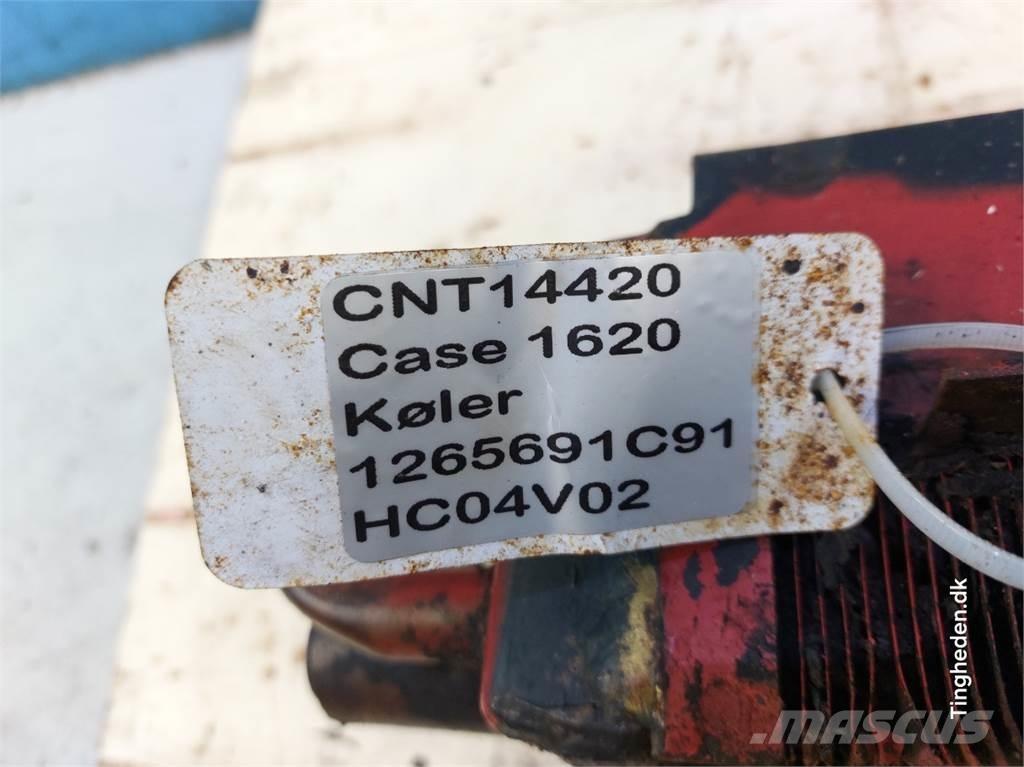 CNT14420
Case 1620
Køler
1265691C91
HC04V02
Tingheden.dk
MASCUS